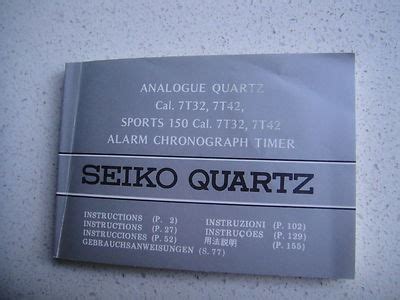 ANALOGUE QUARTZ
Cal. 7T32, 7T42,
SPORTS 150 Cal. 7T32, 7T42
ALARM CHRONOGRAPH TIMER
SEIKO QUARTZ
INSTRUCTIONS (P. 2)
INSTRUCTIONS (P. 27)
INSTRUCCIONES (P. 52)
GEBRAUCHSANWEISUNGEN (S. 77)
INSTRUZIONI (P. 102)
INSTRUÇÕES (P. 129)
用法説明 (P. 155)